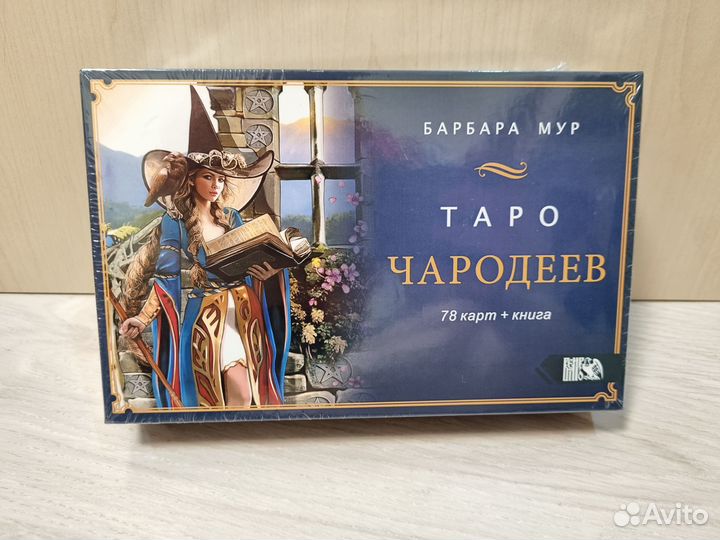 БАРБАРА МУР
ТАРО
ЧАРОДЕЕВ
78 карт + книга
Avito